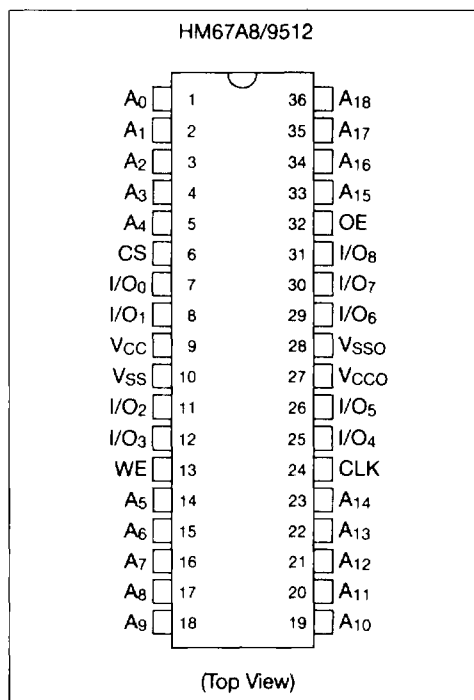 HM67A8/9512
A0 1 36 A18
A1 2 35 A17
A2 3 34 A16
A3 4 33 A15
A4 5 32 OE
CS 6 31 I/O8
I/O0 7 30 I/O7
I/O1 8 29 I/O6
VCC 9 28 VSSO
VSS 10 27 VCCO
I/O2 11 26 I/O5
I/O3 12 25 I/O4
WE 13 24 CLK
A5 14 23 A14
A6 15 22 A13
A7 16 21 A12
A8 17 20 A11
A9 18 19 A10
(Top View)